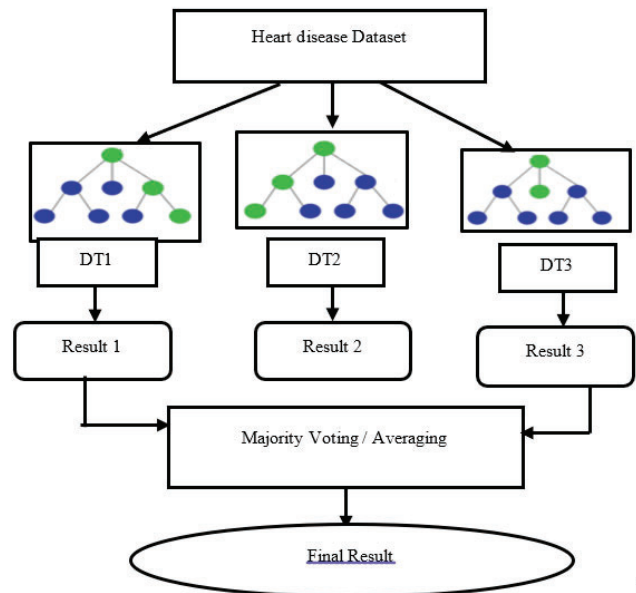 Heart disease Dataset
DT1
DT2
DT3
Result 1
Result 2
Result 3
Majority Voting / Averaging
Final Result